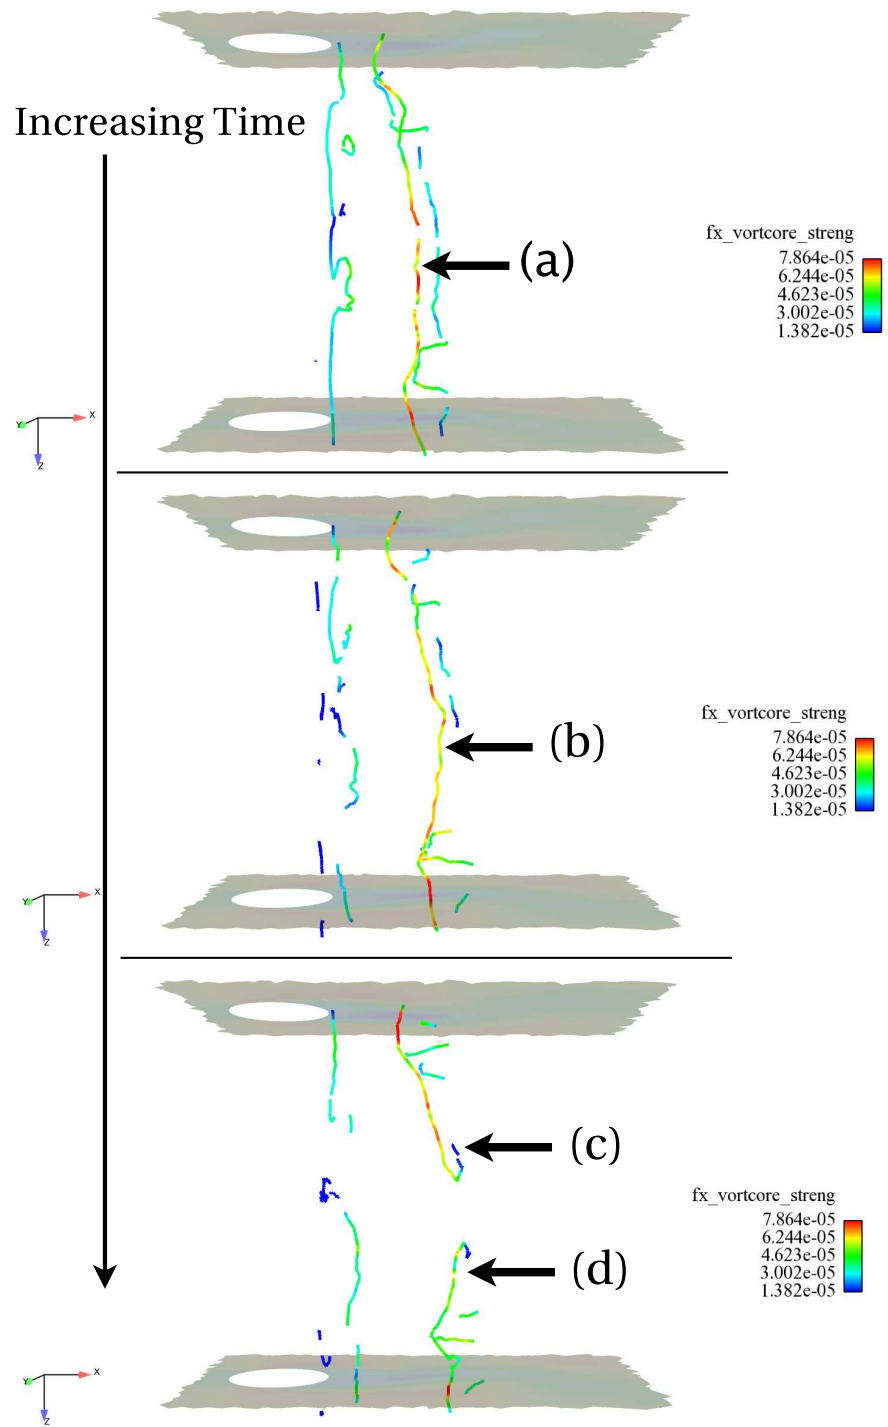 Increasing Time
fx_vortcore_streng
7.864e-05
6.244e-05
4.623e-05
3.002e-05
1.382e-05
(a)
Y
X
Z
fx_vortcore_streng
7.864e-05
6.244e-05
4.623e-05
3.002e-05
1.382e-05
(b)
Y
X
Z
(c)
fx_vortcore_streng
7.864e-05
6.244e-05
4.623e-05
3.002e-05
1.382e-05
(d)
Y
X
Z